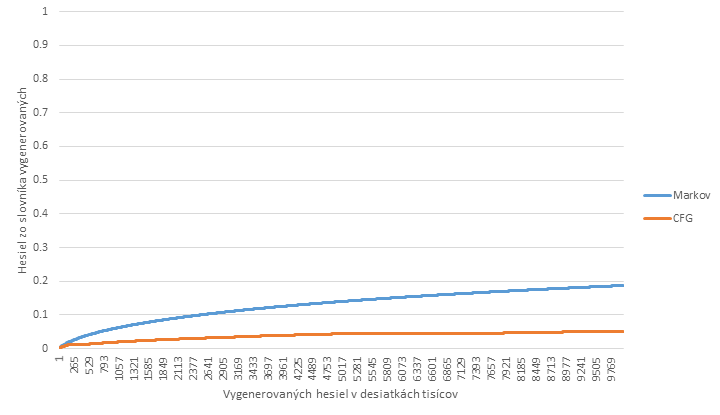 1
0.9
0.8
0.7
0.6
0.5
0.4
0.3
0.2
0.1
0
Hesiel zo slovníka vygenerovaných
1 265 529 793 1057 1321 1585 1849 2113 2377 2641 2905 3169 3433 3697 3961 4225 4489 4753 5017 5281 5545 5809 6073 6337 6601 6865 7129 7393 7657 7921 8185 8449 8713 8977 9241 9505 9769
Vygenerovaných hesiel v desiatkách tisícov
Markov
CFG